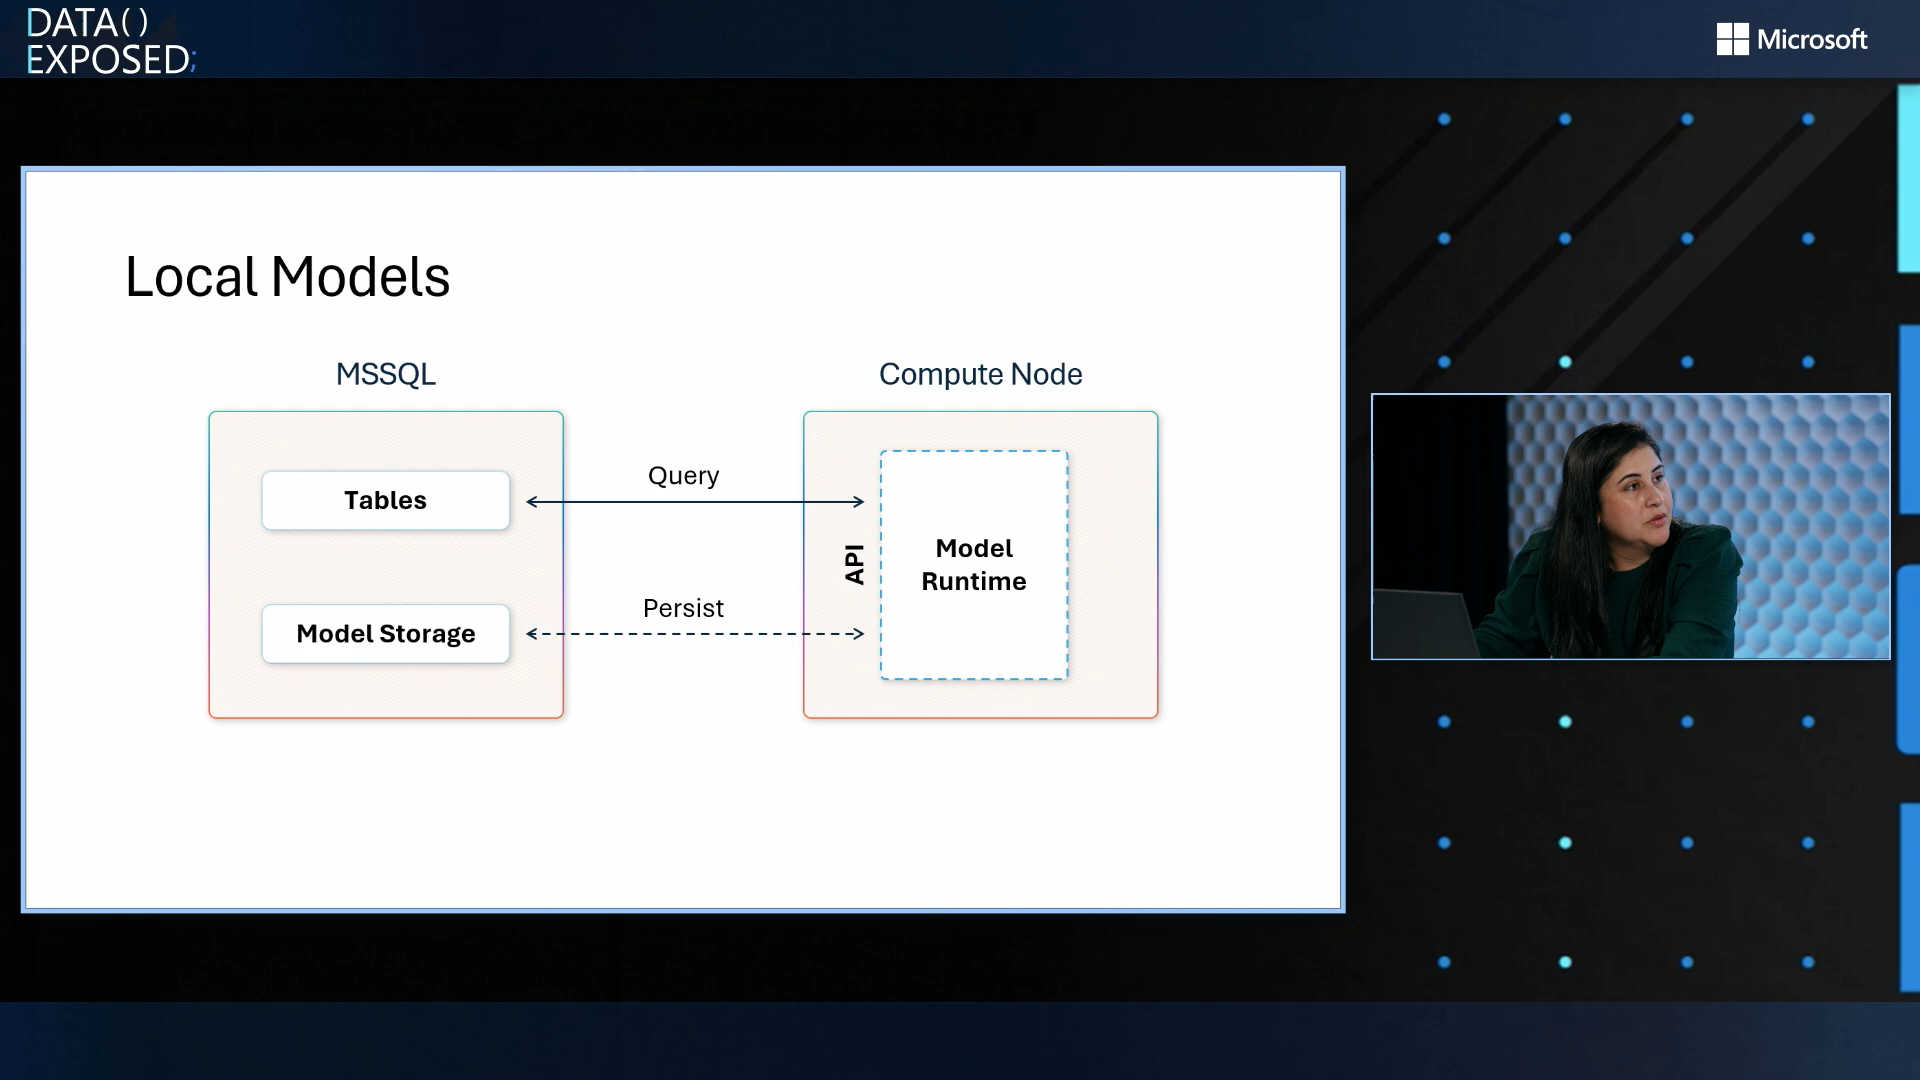 DATA()
EXPOSED;
Microsoft
Local Models
MSSQL
Compute Node
Tables
Query
API
Model
Runtime
Persist
Model Storage